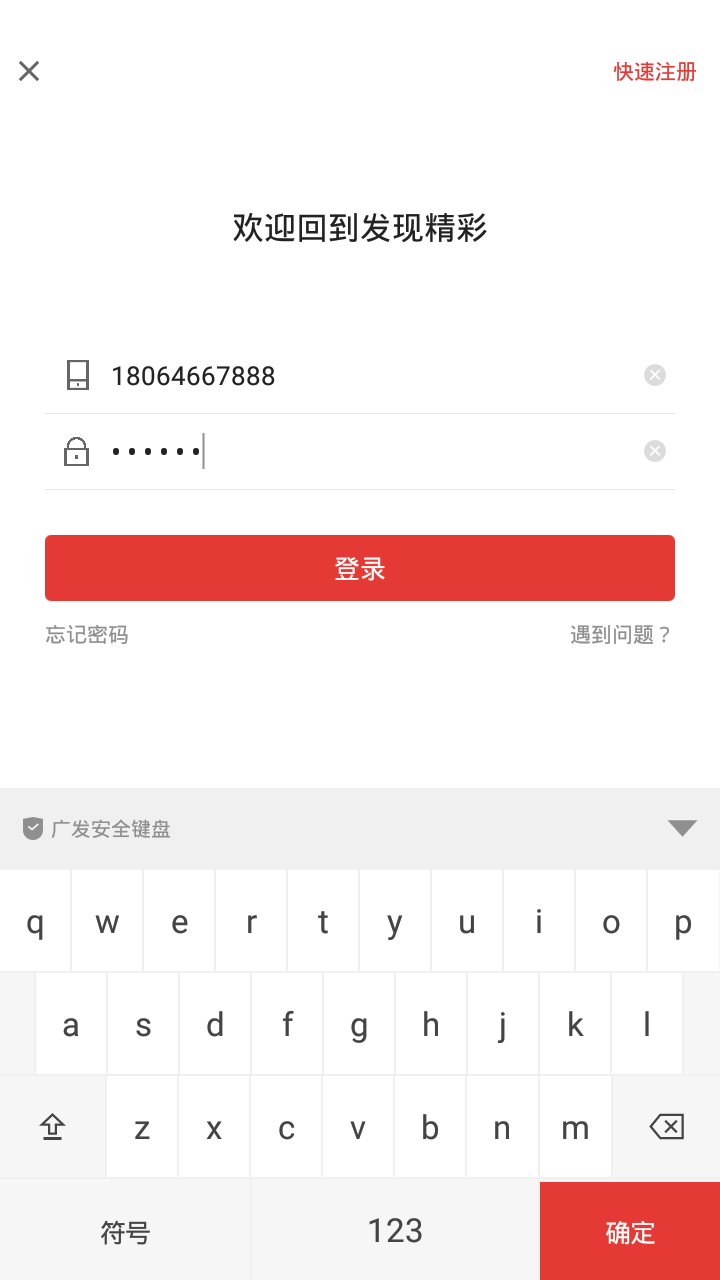 快速注册
欢迎回到发现精彩
18064667888
••••••
登录
忘记密码 遇到问题？
广发安全键盘
q w e r t y u i o p
a s d f g h j k l
z x c v b n m
符号 123 确定